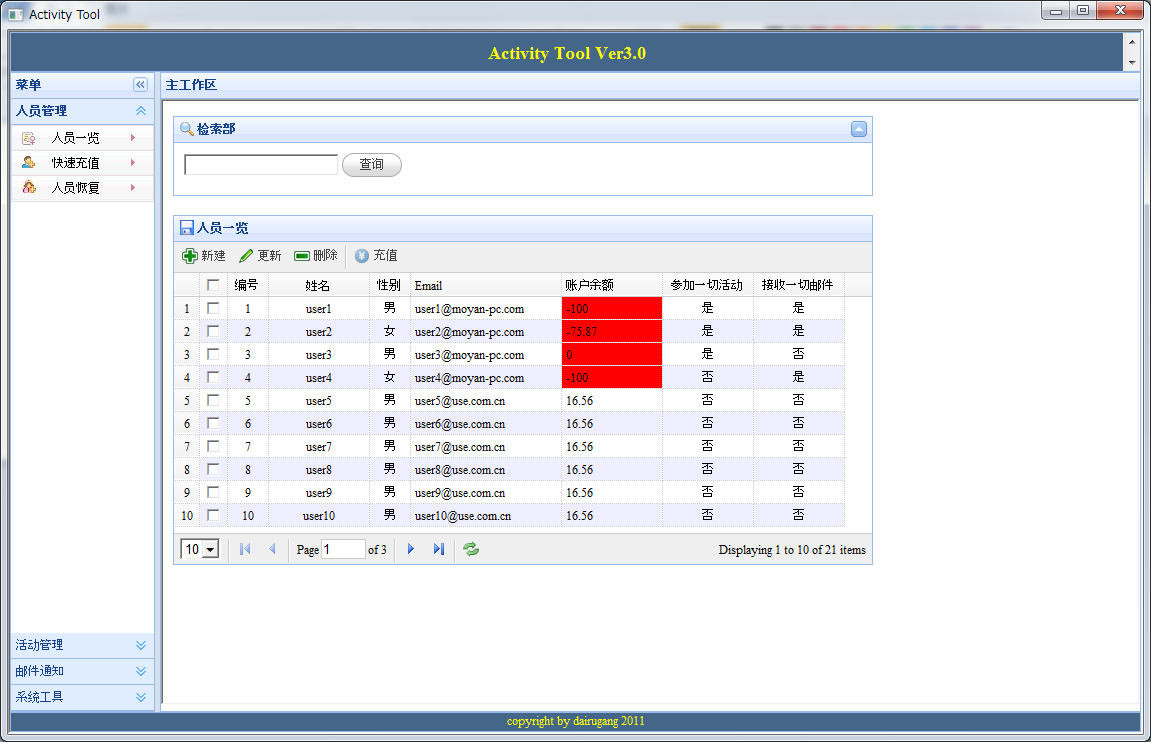 Activity Tool
Activity Tool Ver3.0
菜单
主工作区
人员管理
人员一览
快速充值
人员恢复
检索部
查询
人员一览
新建 更新 删除 充值
编号 姓名 性别 Email 账户余额 参加一切活动 接收一切邮件
1 1 user1 男 user1@moyan-pc.com -100 是 是
2 2 user2 女 user2@moyan-pc.com -75.87 是 是
3 3 user3 男 user3@moyan-pc.com 0 是 否
4 4 user4 女 user4@moyan-pc.com -100 否 是
5 5 user5 男 user5@use.com.cn 16.56 否 否
6 6 user6 男 user6@use.com.cn 16.56 否 否
7 7 user7 男 user7@use.com.cn 16.56 否 否
8 8 user8 男 user8@use.com.cn 16.56 否 否
9 9 user9 男 user9@use.com.cn 16.56 否 否
10 10 user10 男 user10@use.com.cn 16.56 否 否
10 Page 1 of 3 Displaying 1 to 10 of 21 items
活动管理
邮件通知
系统工具
copyright by dairugang 2011